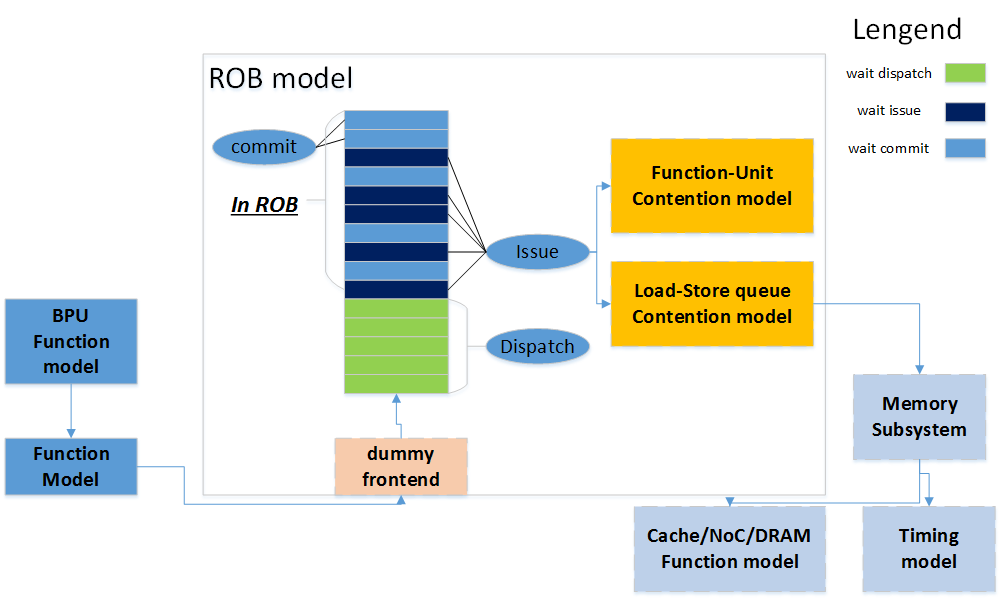 Lengend
wait dispatch
wait issue
wait commit
ROB model
commit
In ROB
Issue
Dispatch
Function-Unit
Contention model
Load-Store queue
Contention model
BPU
Function
model
Function
Model
dummy
frontend
Memory
Subsystem
Cache/NoC/DRAM
Function model
Timing
model